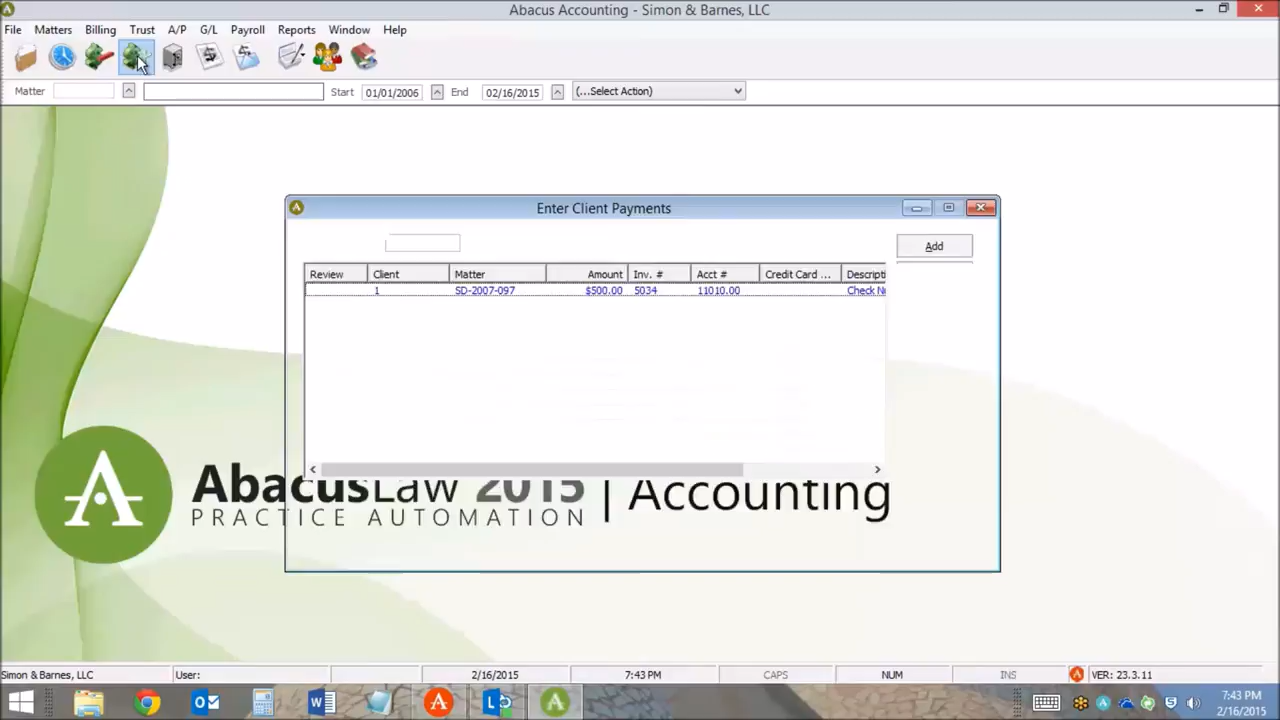 Abacus Accounting - Simon & Barnes, LLC
File Matters Billing Trust A/P G/L Payroll Reports Window Help
Matter Start 01/01/2006 End 02/16/2015 (...Select Action)
Enter Client Payments
Add
Review Client Matter Amount Inv. # Acct # Credit Card ... Descripti
1 SD-2007-097 $500.00 5034 11010.00 Check Nu
AbacusLaw 2015 | Accounting
PRACTICE AUTOMATION
Simon & Barnes, LLC User: 2/16/2015 7:43 PM CAPS NUM INS VER: 23.3.11
7:43 PM
2/16/2015